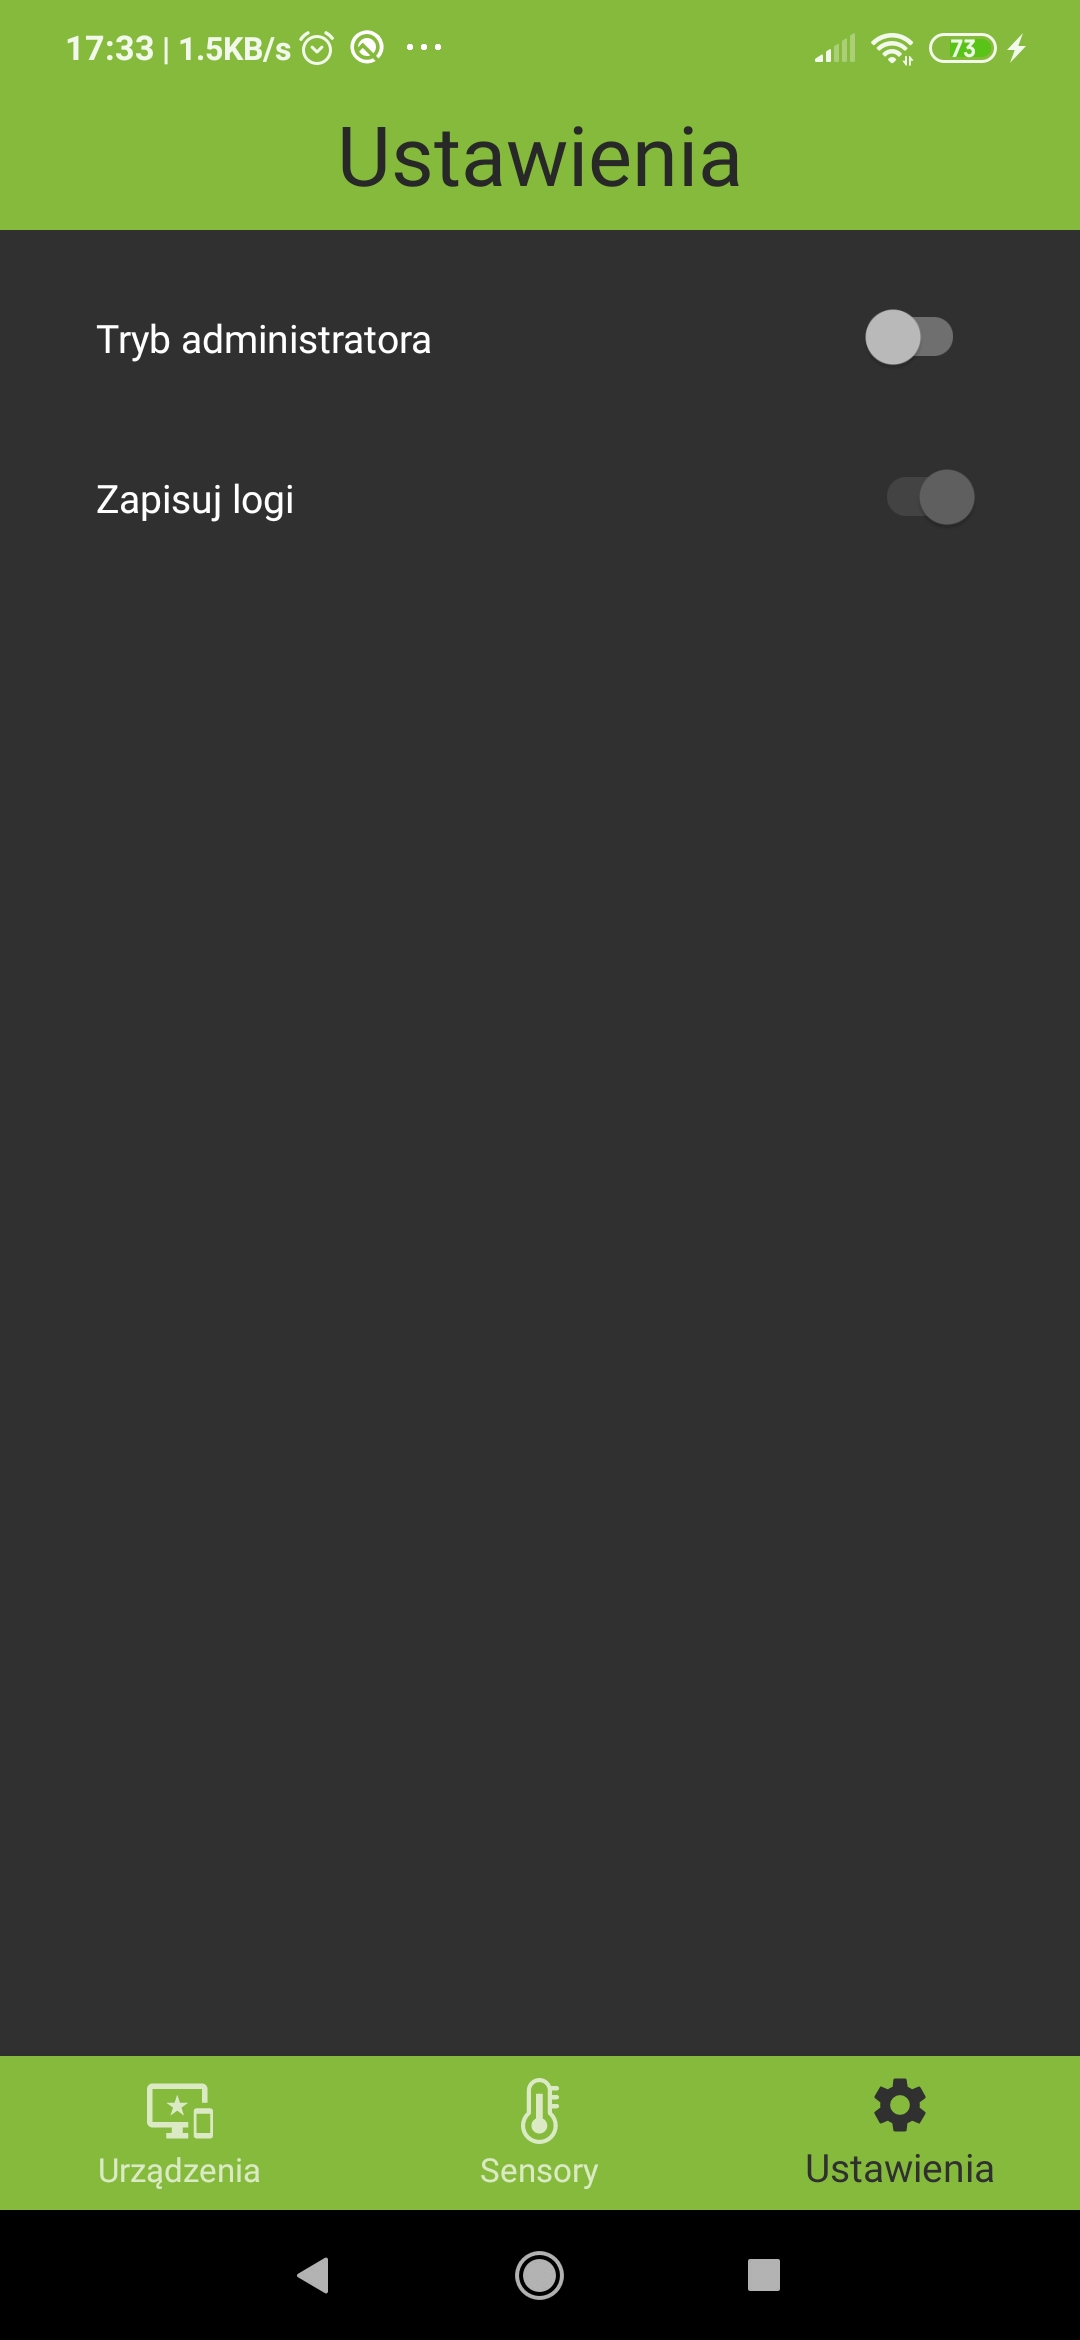 17:33 | 1.5KB/s ... 73
Ustawienia
Tryb administratora
Zapisuj logi
Urządzenia Sensory Ustawienia